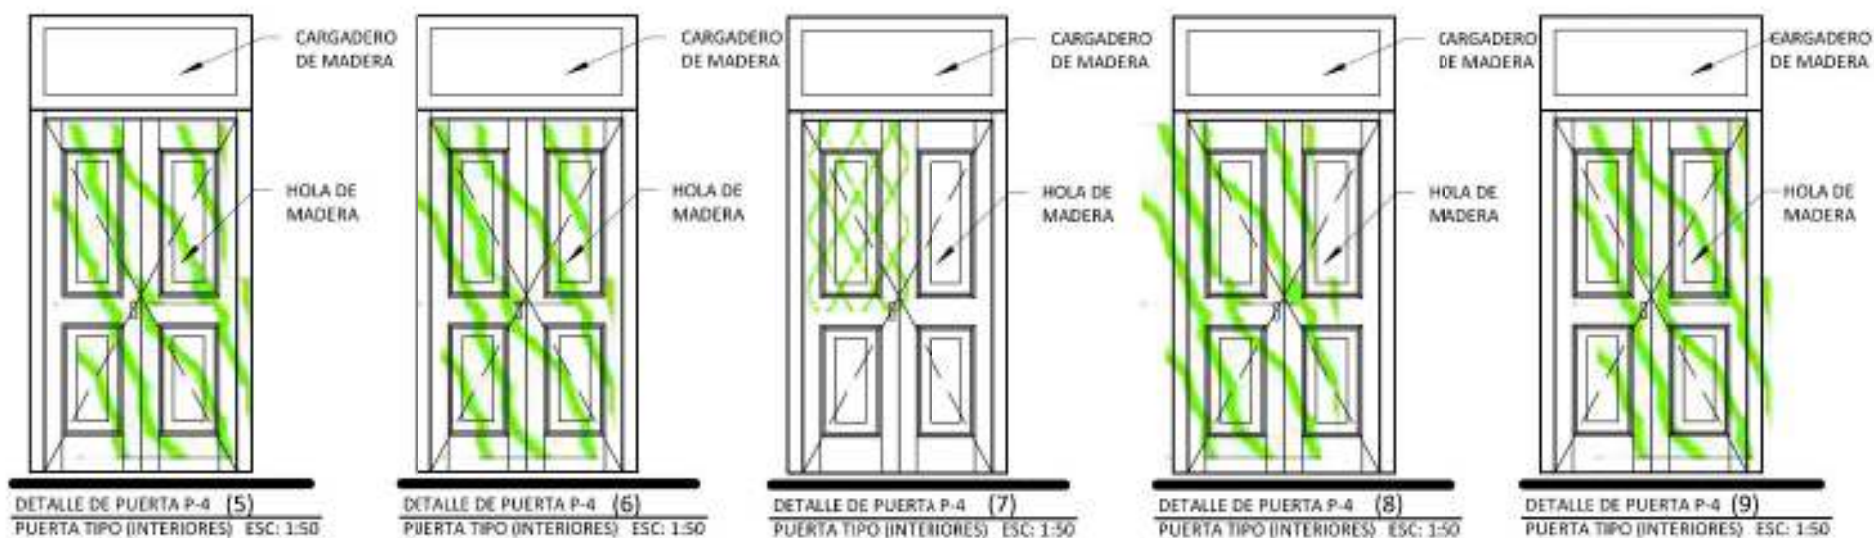 CARGADERO
DE MADERA
HOLA DE
MADERA
DETALLE DE PUERTA P-4 (5)
PUERTA TIPO (INTERIORES) ESC: 1:50
CARGADERO
DE MADERA
HOLA DE
MADERA
DETALLE DE PUERTA P-4 (6)
PUERTA TIPO (INTERIORES) ESC: 1:50
CARGADERO
DE MADERA
HOLA DE
MADERA
DETALLE DE PUERTA P-4 (7)
PUERTA TIPO (INTERIORES) ESC: 1:50
CARGADERO
DE MADERA
HOLA DE
MADERA
DETALLE DE PUERTA P-4 (8)
PUERTA TIPO (INTERIORES) ESC: 1:50
CARGADERO
DE MADERA
HOLA DE
MADERA
DETALLE DE PUERTA P-4 (9)
PUERTA TIPO (INTERIORES) ESC: 1:50